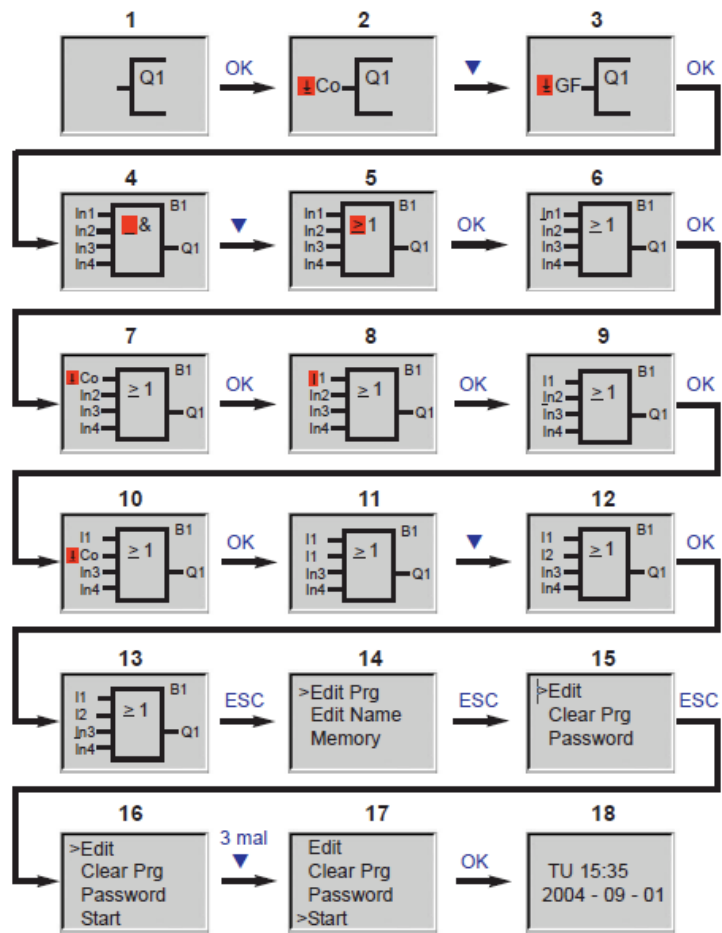 1 2 3
Q1 OK Co Q1 ▼ GF Q1 OK
4 5 6
In1 In2 In3 In4 & B1 Q1 ▼ In1 In2 In3 In4 ≥1 B1 Q1 OK In1 In2 In3 In4 ≥1 B1 Q1 OK
7 8 9
Co In2 In3 In4 ≥1 B1 Q1 OK I1 In2 In3 In4 ≥1 B1 Q1 OK I1 In2 In3 In4 ≥1 B1 Q1 OK
10 11 12
I1 Co In3 In4 ≥1 B1 Q1 OK I1 I1 In3 In4 ≥1 B1 Q1 ▼ I1 I2 In3 In4 ≥1 B1 Q1 OK
13 14 15
I1 I2 In3 In4 ≥1 B1 Q1 ESC
>Edit Prg
Edit Name
Memory
ESC
>Edit
Clear Prg
Password
ESC
16 17 18
>Edit
Clear Prg
Password
Start
3 mal
▼
Edit
Clear Prg
Password
>Start
OK
TU 15:35
2004 - 09 - 01